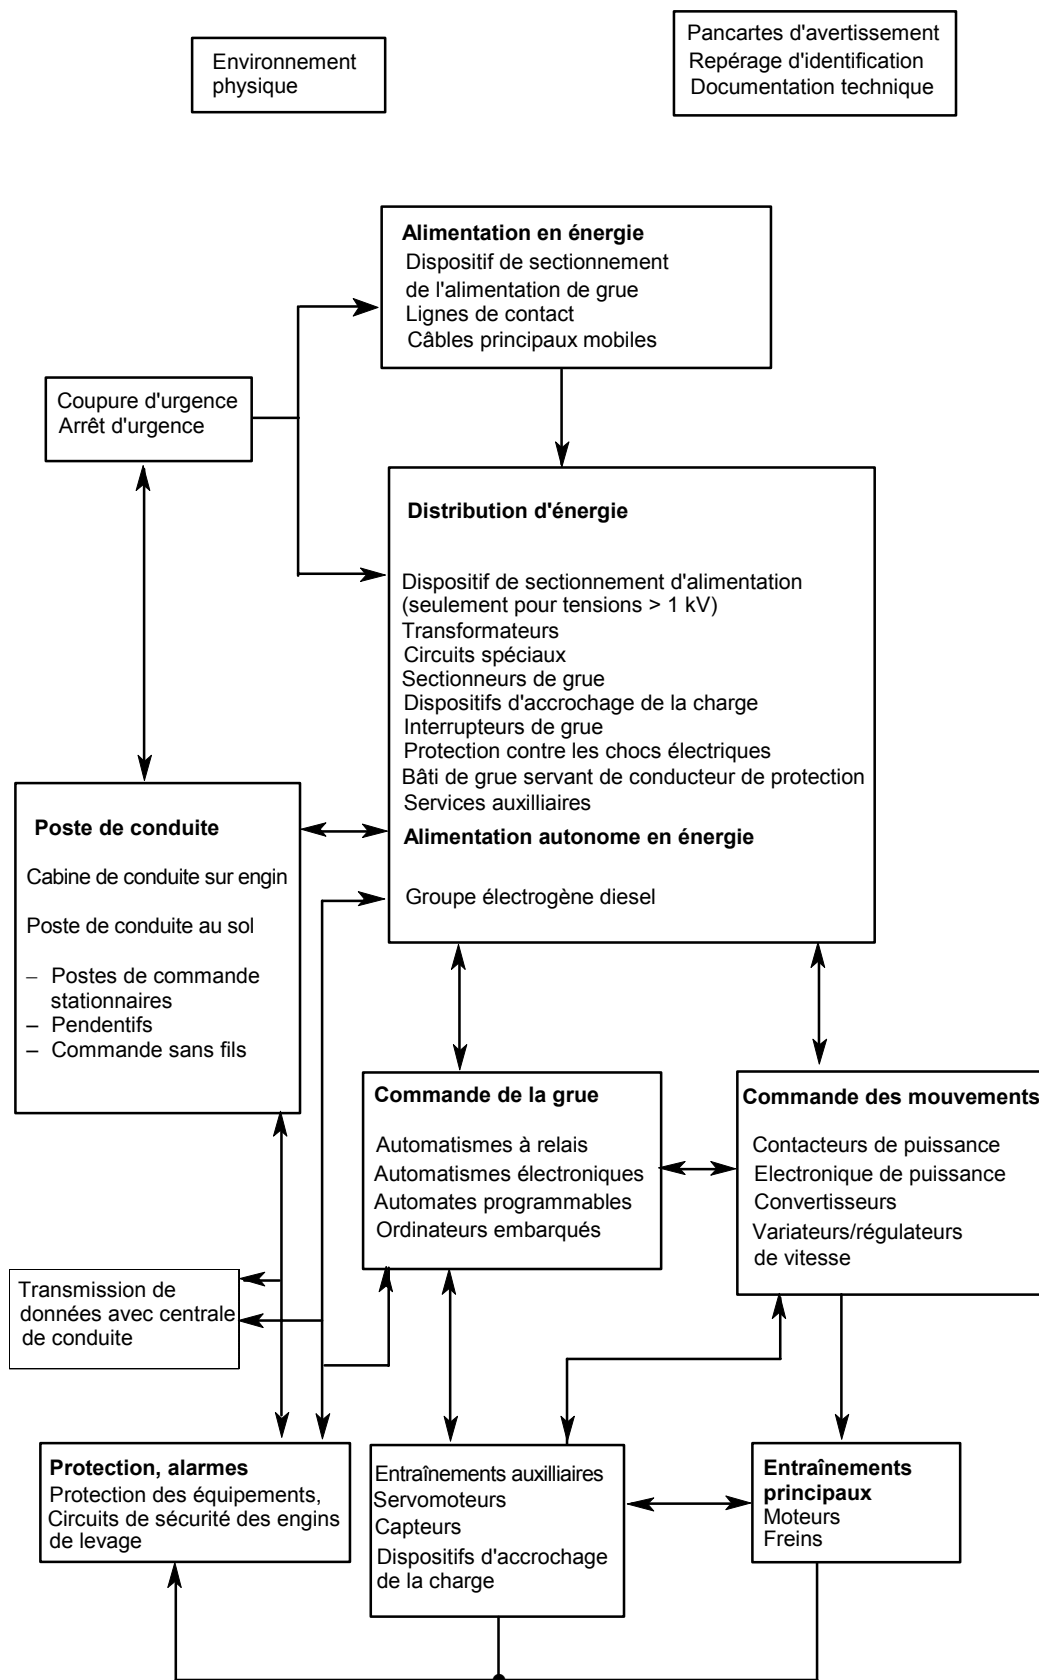 Environnement
physique
Pancartes d'avertissement
Repérage d'identification
Documentation technique
Alimentation en énergie
Dispositif de sectionnement
de l'alimentation de grue
Lignes de contact
Câbles principaux mobiles
Coupure d'urgence
Arrêt d'urgence
Distribution d'énergie
Dispositif de sectionnement d'alimentation
(seulement pour tensions > 1 kV)
Transformateurs
Circuits spéciaux
Sectionneurs de grue
Dispositifs d'accrochage de la charge
Interrupteurs de grue
Protection contre les chocs électriques
Bâti de grue servant de conducteur de protection
Services auxilliaires
Alimentation autonome en énergie
Groupe électrogène diesel
Poste de conduite
Cabine de conduite sur engin
Poste de conduite au sol
– Postes de commande
stationnaires
– Pendentifs
– Commande sans fils
Commande de la grue
Automatismes à relais
Automatismes électroniques
Automates programmables
Ordinateurs embarqués
Commande des mouvements
Contacteurs de puissance
Electronique de puissance
Convertisseurs
Variateurs/régulateurs
de vitesse
Transmission de
données avec centrale
de conduite
Protection, alarmes
Protection des équipements,
Circuits de sécurité des engins
de levage
Entraînements auxilliaires
Servomoteurs
Capteurs
Dispositifs d'accrochage
de la charge
Entraînements
principaux
Moteurs
Freins